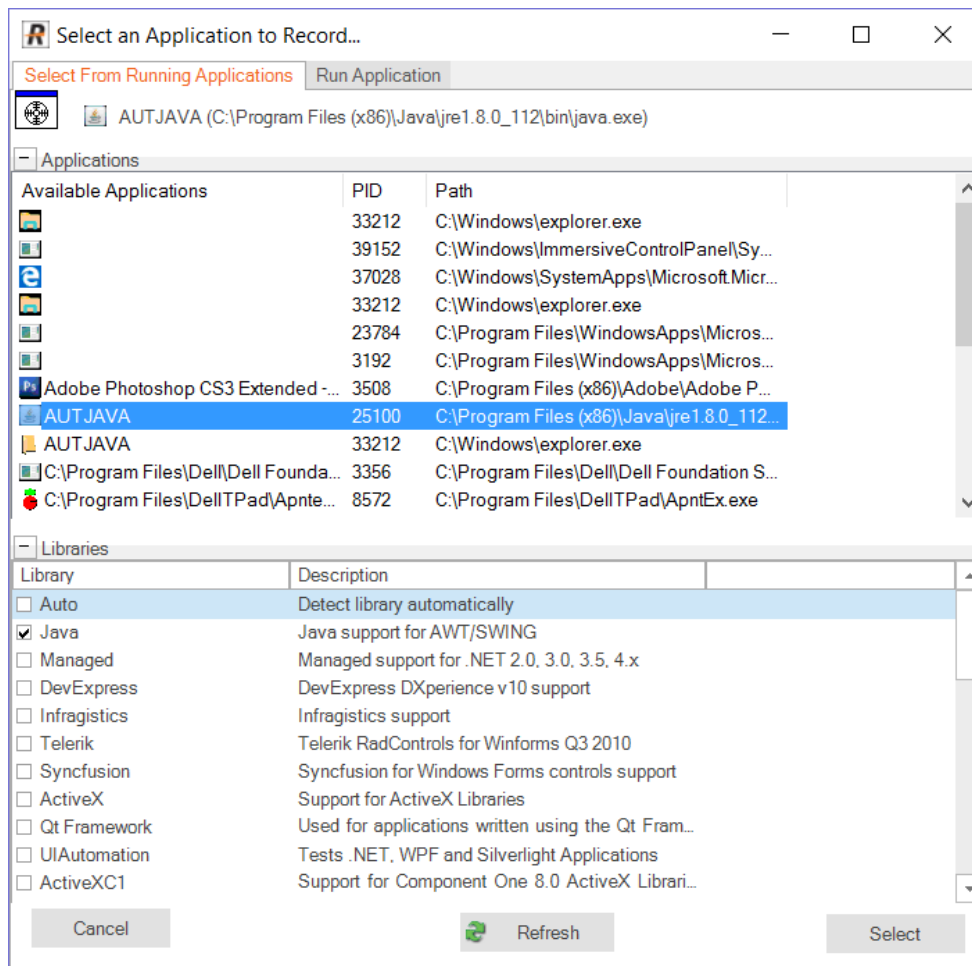 Select an Application to Record...
Select From Running Applications Run Application
AUTJAVA (C:\Program Files (x86)\Java\jre1.8.0_112\bin\java.exe)
Applications
Available Applications PID Path
33212 C:\Windows\explorer.exe
39152 C:\Windows\ImmersiveControlPanel\Sy...
37028 C:\Windows\SystemApps\Microsoft.Micr...
33212 C:\Windows\explorer.exe
23784 C:\Program Files\WindowsApps\Micros...
3192 C:\Program Files\WindowsApps\Micros...
Adobe Photoshop CS3 Extended -... 3508 C:\Program Files (x86)\Adobe\Adobe P...
AUTJAVA 25100 C:\Program Files (x86)\Java\jre1.8.0_112...
AUTJAVA 33212 C:\Windows\explorer.exe
C:\Program Files\Dell\Dell Founda... 3356 C:\Program Files\Dell\Dell Foundation S...
C:\Program Files\DellTPad\Apnte... 8572 C:\Program Files\DellTPad\ApntEx.exe
Libraries
Library Description
Auto Detect library automatically
Java Java support for AWT/SWING
Managed Managed support for .NET 2.0, 3.0, 3.5, 4.x
DevExpress DevExpress DXperience v10 support
Infragistics Infragistics support
Telerik Telerik RadControls for Winforms Q3 2010
Syncfusion Syncfusion for Windows Forms controls support
ActiveX Support for ActiveX Libraries
Qt Framework Used for applications written using the Qt Fram...
UIAutomation Tests .NET, WPF and Silverlight Applications
ActiveXC1 Support for Component One 8.0 ActiveX Librari...
Cancel Refresh Select